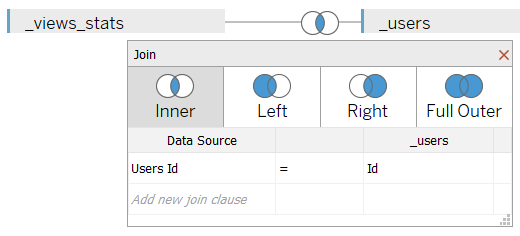 _views_stats _users
Join
Inner Left Right Full Outer
Data Source _users
Users Id = Id
Add new join clause